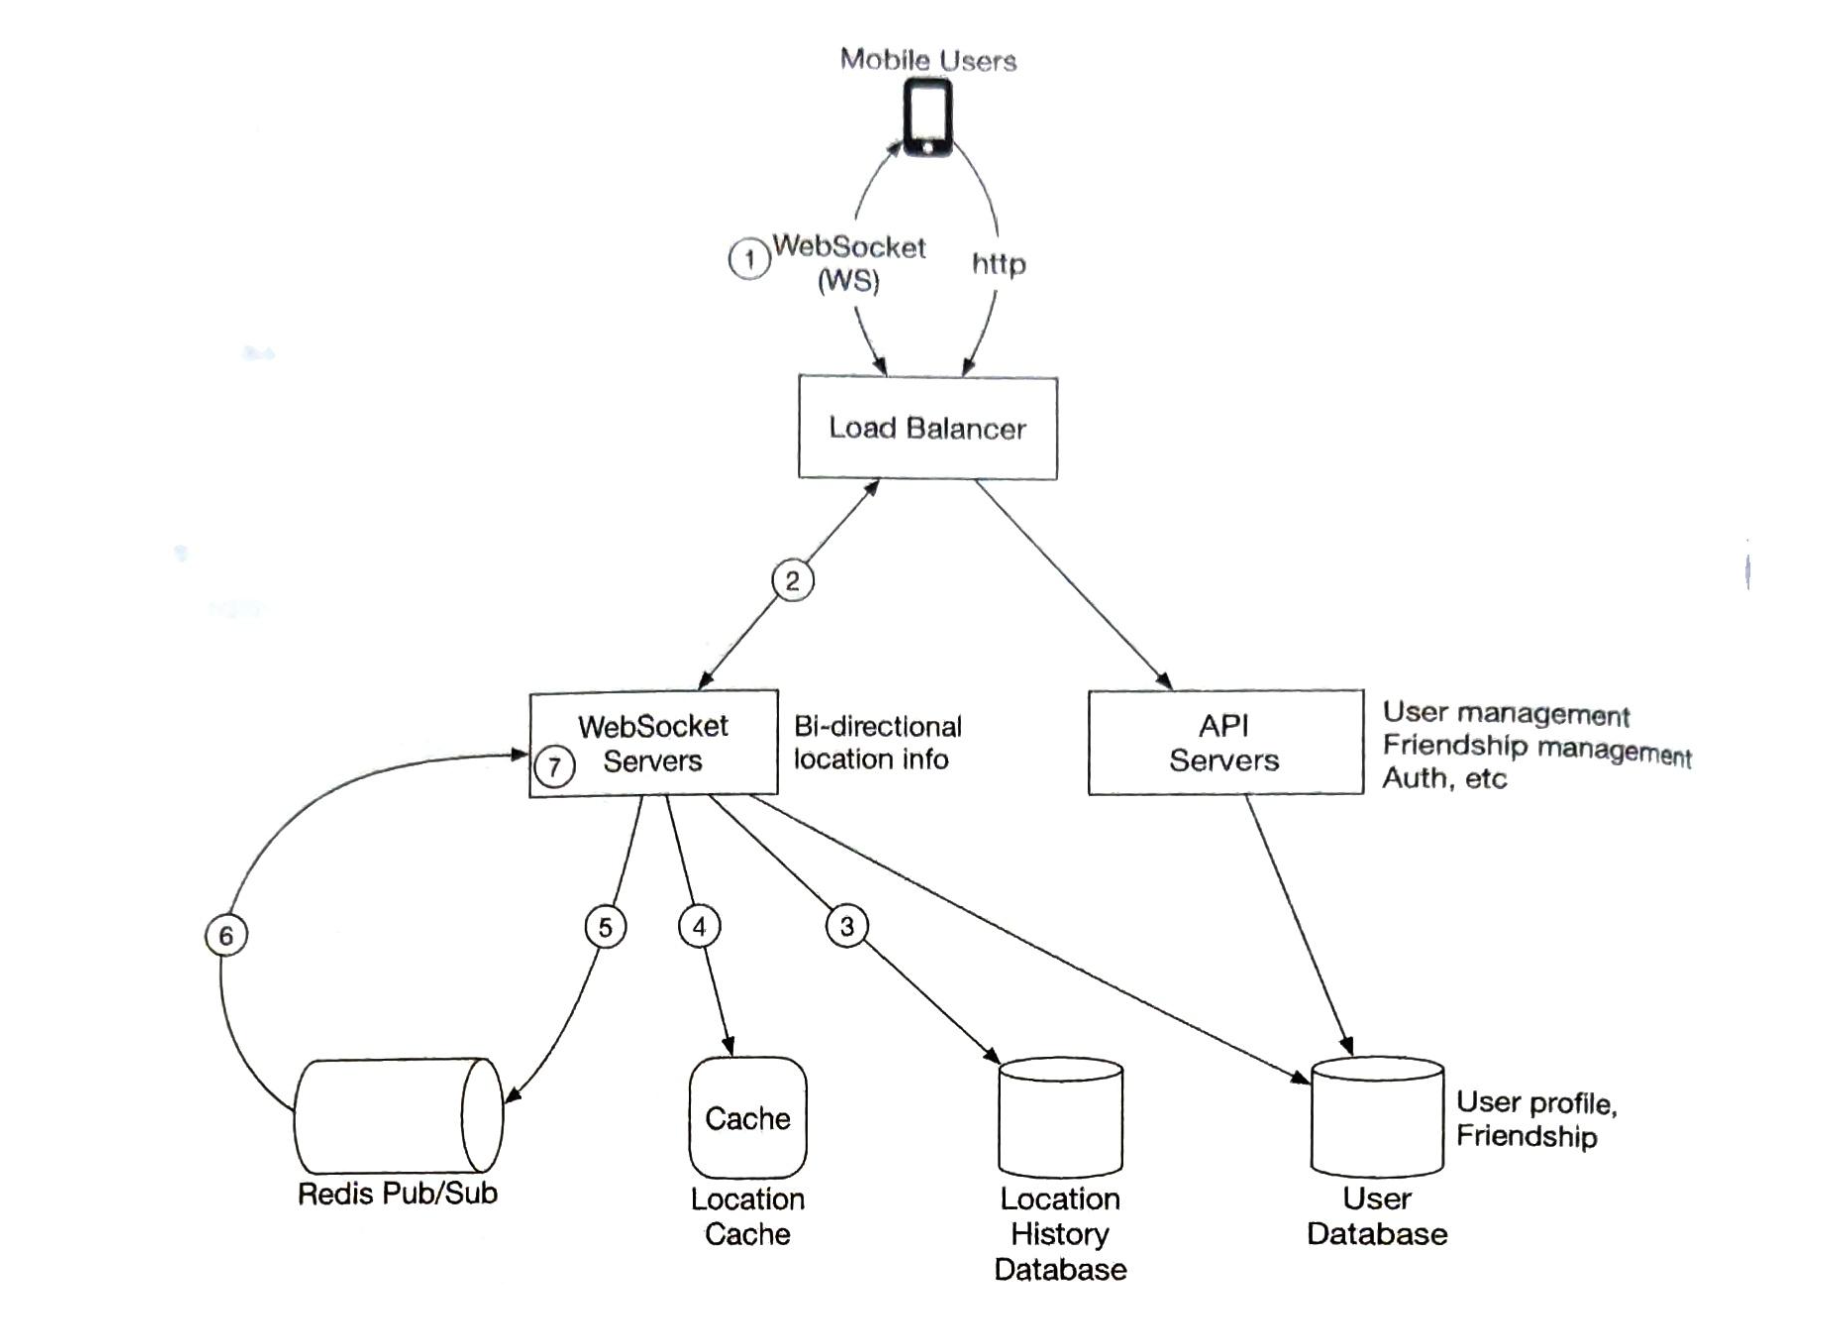 Mobile Users
1
WebSocket
(WS)
http
Load Balancer
2
WebSocket
Servers
7
Bi-directional
location info
API
Servers
User management
Friendship management
Auth, etc
6
5
4
3
Cache
User profile,
Friendship
Redis Pub/Sub
Location
Cache
Location
History
Database
User
Database